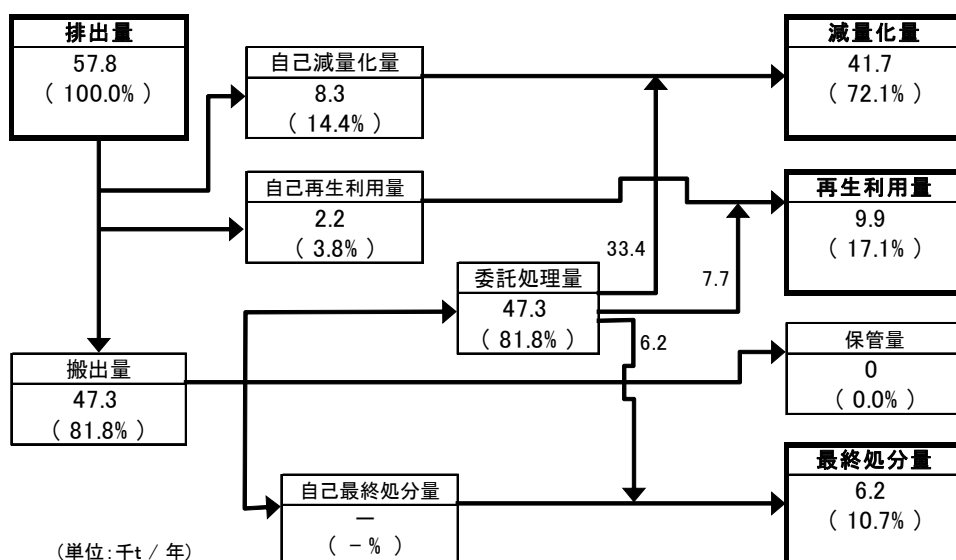 排出量
57.8
( 100.0% )
自己減量化量
8.3
( 14.4% )
減量化量
41.7
( 72.1% )
自己再生利用量
2.2
( 3.8% )
再生利用量
9.9
( 17.1% )
33.4
7.7
委託処理量
47.3
( 81.8% )
6.2
搬出量
47.3
( 81.8% )
保管量
0
( 0.0% )
自己最終処分量
－
( －% )
最終処分量
6.2
( 10.7% )
(単位:千t / 年)